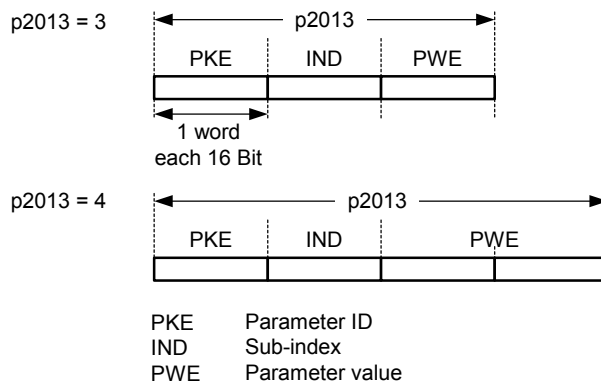 p2013 = 3
p2013
PKE IND PWE
1 word
each 16 Bit
p2013 = 4
p2013
PKE IND PWE
PKE Parameter ID
IND Sub-index
PWE Parameter value